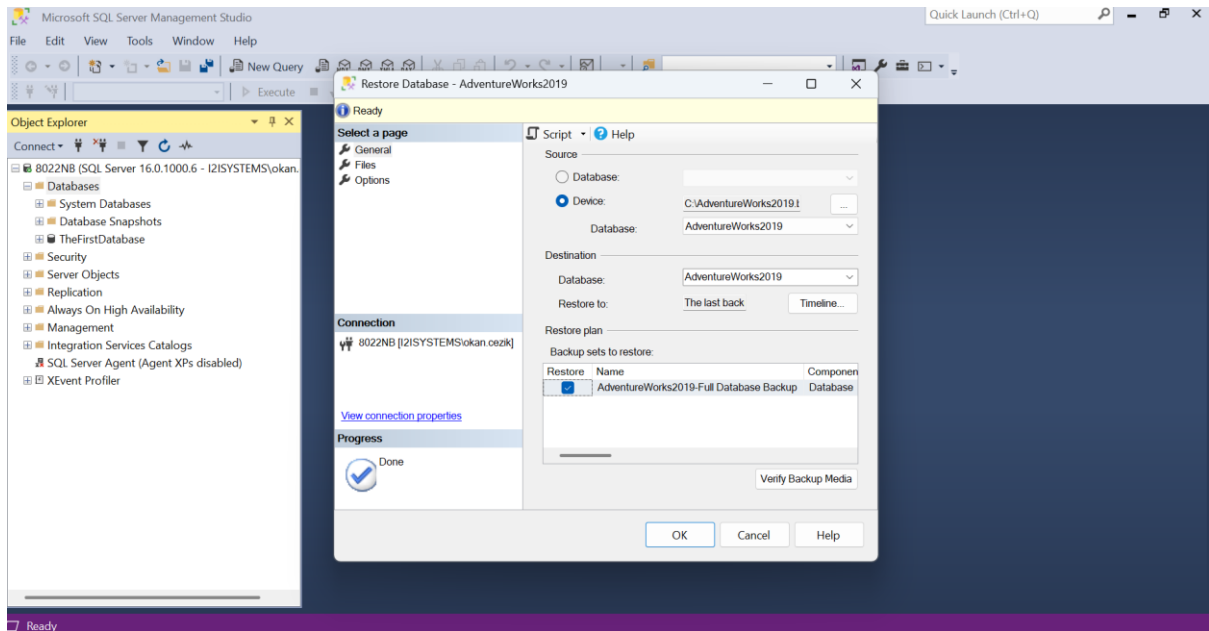 Microsoft SQL Server Management Studio
Quick Launch (Ctrl+Q)
File Edit View Tools Window Help
New Query
Execute
Object Explorer
Connect
8022NB (SQL Server 16.0.1000.6 - I2ISYSTEMS\okan.
Databases
System Databases
Database Snapshots
TheFirstDatabase
Security
Server Objects
Replication
Always On High Availability
Management
Integration Services Catalogs
SQL Server Agent (Agent XPs disabled)
XEvent Profiler
Restore Database - AdventureWorks2019
Ready
Select a page
General
Files
Options
Connection
8022NB [I2ISYSTEMS\okan.cezik]
View connection properties
Progress
Done
Script Help
Source
Database:
Device: C:\AdventureWorks2019.b ...
Database: AdventureWorks2019
Destination
Database: AdventureWorks2019
Restore to: The last back Timeline...
Restore plan
Backup sets to restore:
Restore Name Componen
AdventureWorks2019-Full Database Backup Database
Verify Backup Media
OK Cancel Help
Ready